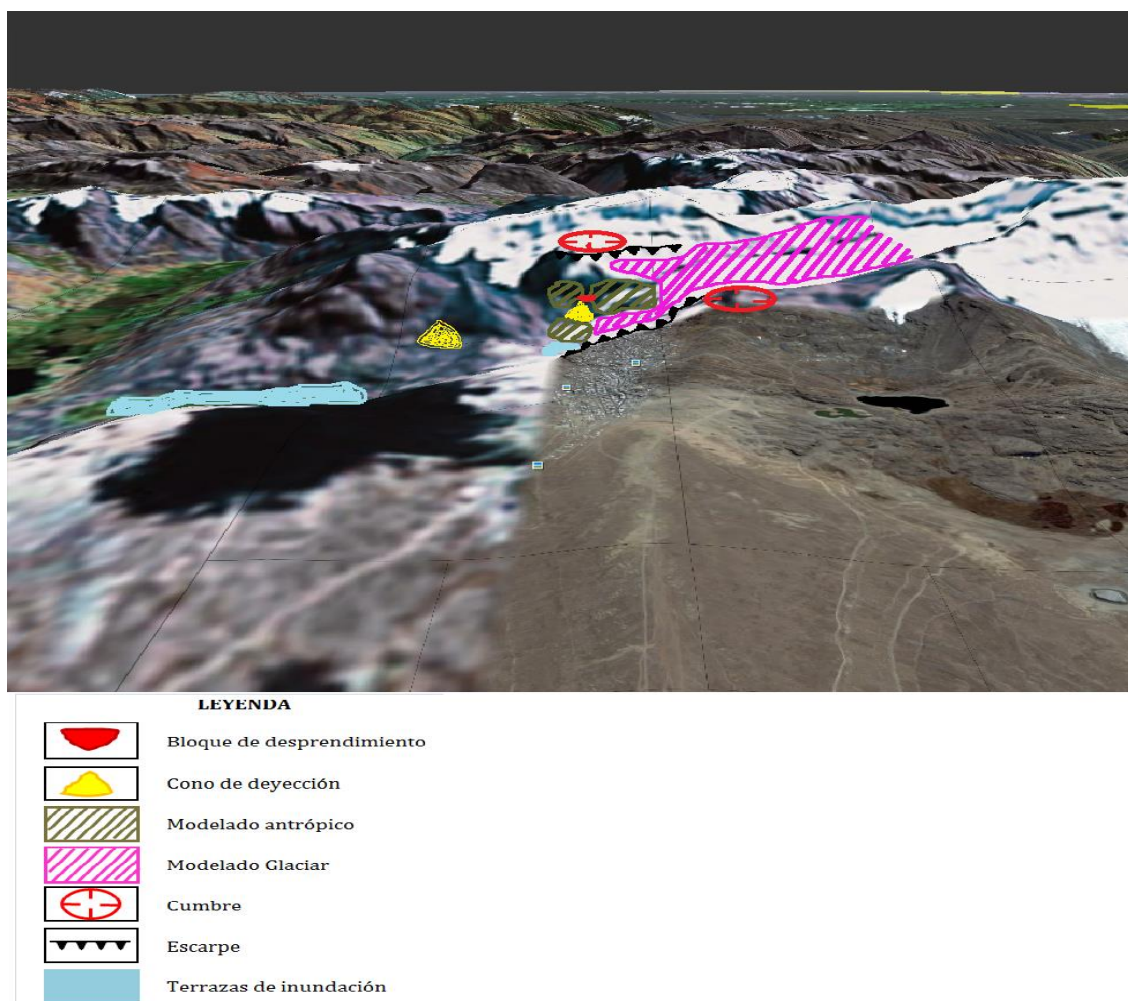 LEYENDA
Bloque de desprendimiento
Cono de deyección
Modelado antrópico
Modelado Glaciar
Cumbre
Escarpe
Terrazas de inundación